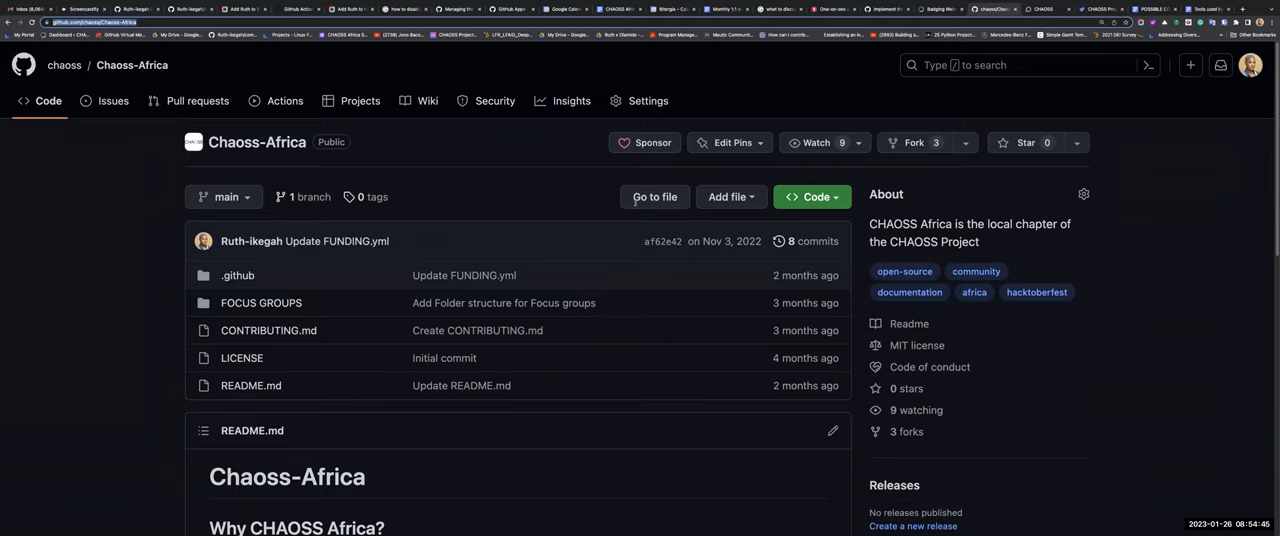 github.com/chaoss/Chaoss-Africa
chaoss / Chaoss-Africa
Type / to search
Code Issues Pull requests Actions Projects Wiki Security Insights Settings
Chaoss-Africa Public
Sponsor Edit Pins Watch 9 Fork 3 Star 0
main 1 branch 0 tags Go to file Add file Code
Ruth-ikegah Update FUNDING.yml af62e42 on Nov 3, 2022 8 commits
.github Update FUNDING.yml 2 months ago
FOCUS GROUPS Add Folder structure for Focus groups 3 months ago
CONTRIBUTING.md Create CONTRIBUTING.md 3 months ago
LICENSE Initial commit 4 months ago
README.md Update README.md 2 months ago
README.md
Chaoss-Africa
Why CHAOSS Africa?
About
CHAOSS Africa is the local chapter of
the CHAOSS Project
open-source community
documentation africa hacktoberfest
Readme
MIT license
Code of conduct
0 stars
9 watching
3 forks
Releases
No releases published
Create a new release
2023-01-26 08:54:45